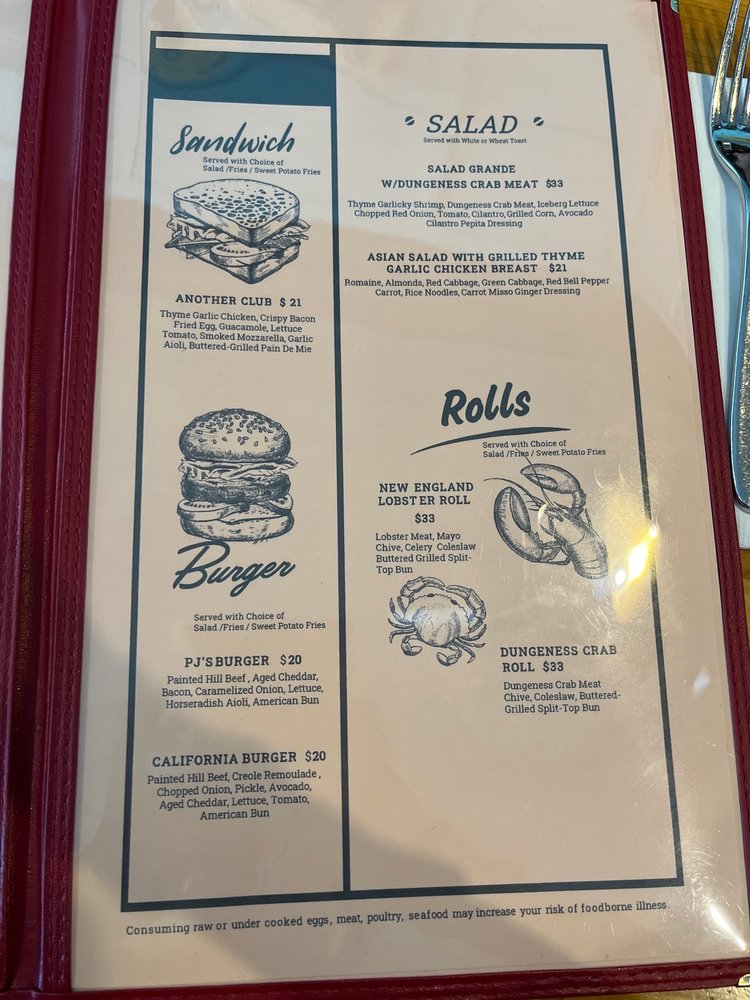 Sandwich
Served with Choice of
Salad /Fries / Sweet Potato Fries
ANOTHER CLUB $ 21
Thyme Garlic Chicken, Crispy Bacon
Fried Egg, Guacamole, Lettuce
Tomato, Smoked Mozzarella, Garlic
Aioli, Buttered-Grilled Pain De Mie
Burger
Served with Choice of
Salad /Fries / Sweet Potato Fries
PJ'S BURGER $20
Painted Hill Beef , Aged Cheddar,
Bacon, Caramelized Onion, Lettuce,
Horseradish Aioli, American Bun
CALIFORNIA BURGER $20
Painted Hill Beef, Creole Remoulade ,
Chopped Onion, Pickle, Avocado,
Aged Cheddar, Lettuce, Tomato,
American Bun
SALAD
Served with White or Wheat Toast
SALAD GRANDE
W/DUNGENESS CRAB MEAT $33
Thyme Garlicky Shrimp, Dungeness Crab Meat, Iceberg Lettuce
Chopped Red Onion, Tomato, Cilantro, Grilled Corn, Avocado
Cilantro Pepita Dressing
ASIAN SALAD WITH GRILLED THYME
GARLIC CHICKEN BREAST $21
Romaine, Almonds, Red Cabbage, Green Cabbage, Red Bell Pepper
Carrot, Rice Noodles, Carrot Misso Ginger Dressing
Rolls
Served with Choice of
Salad /Fries / Sweet Potato Fries
NEW ENGLAND
LOBSTER ROLL
$33
Lobster Meat, Mayo
Chive, Celery Coleslaw
Buttered Grilled Split-
Top Bun
DUNGENESS CRAB
ROLL $33
Dungeness Crab Meat
Chive, Coleslaw, Buttered-
Grilled Split-Top Bun
Consuming raw or under cooked eggs, meat, poultry, seafood may increase your risk of foodborne illness.